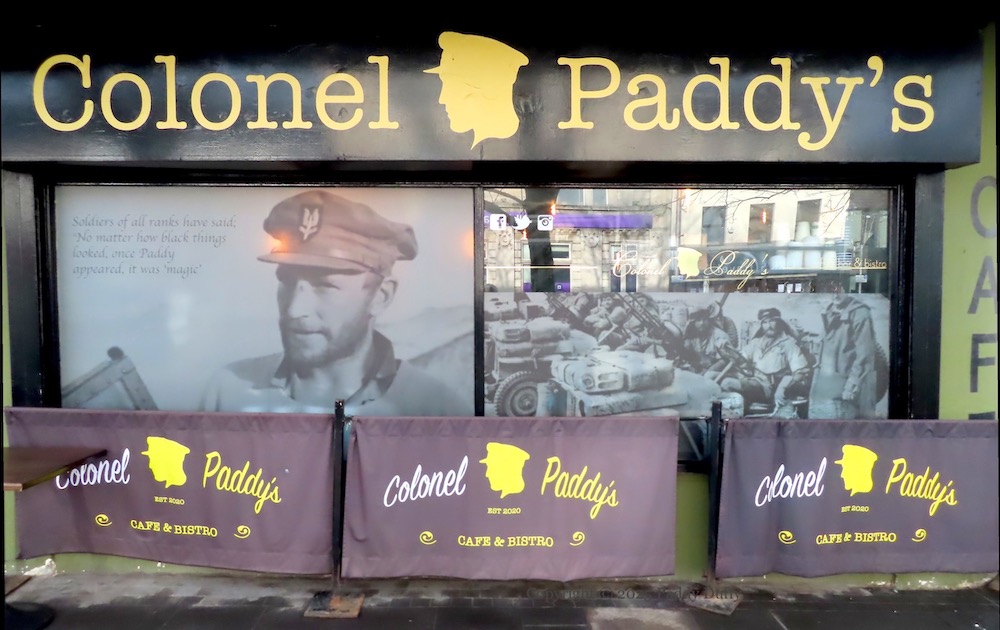 Colonel Paddy's
Soldiers of all ranks have said;
'No matter how black things
looked, once Paddy
appeared, it was 'magic'
Colonel Paddy's
& bistro
CAF
Colonel Paddy's
EST 2020
CAFE & BISTRO
Colonel Paddy's
EST 2020
CAFE & BISTRO
Colonel Paddy's
EST 2020
CAFE & BISTRO
Copyright ©